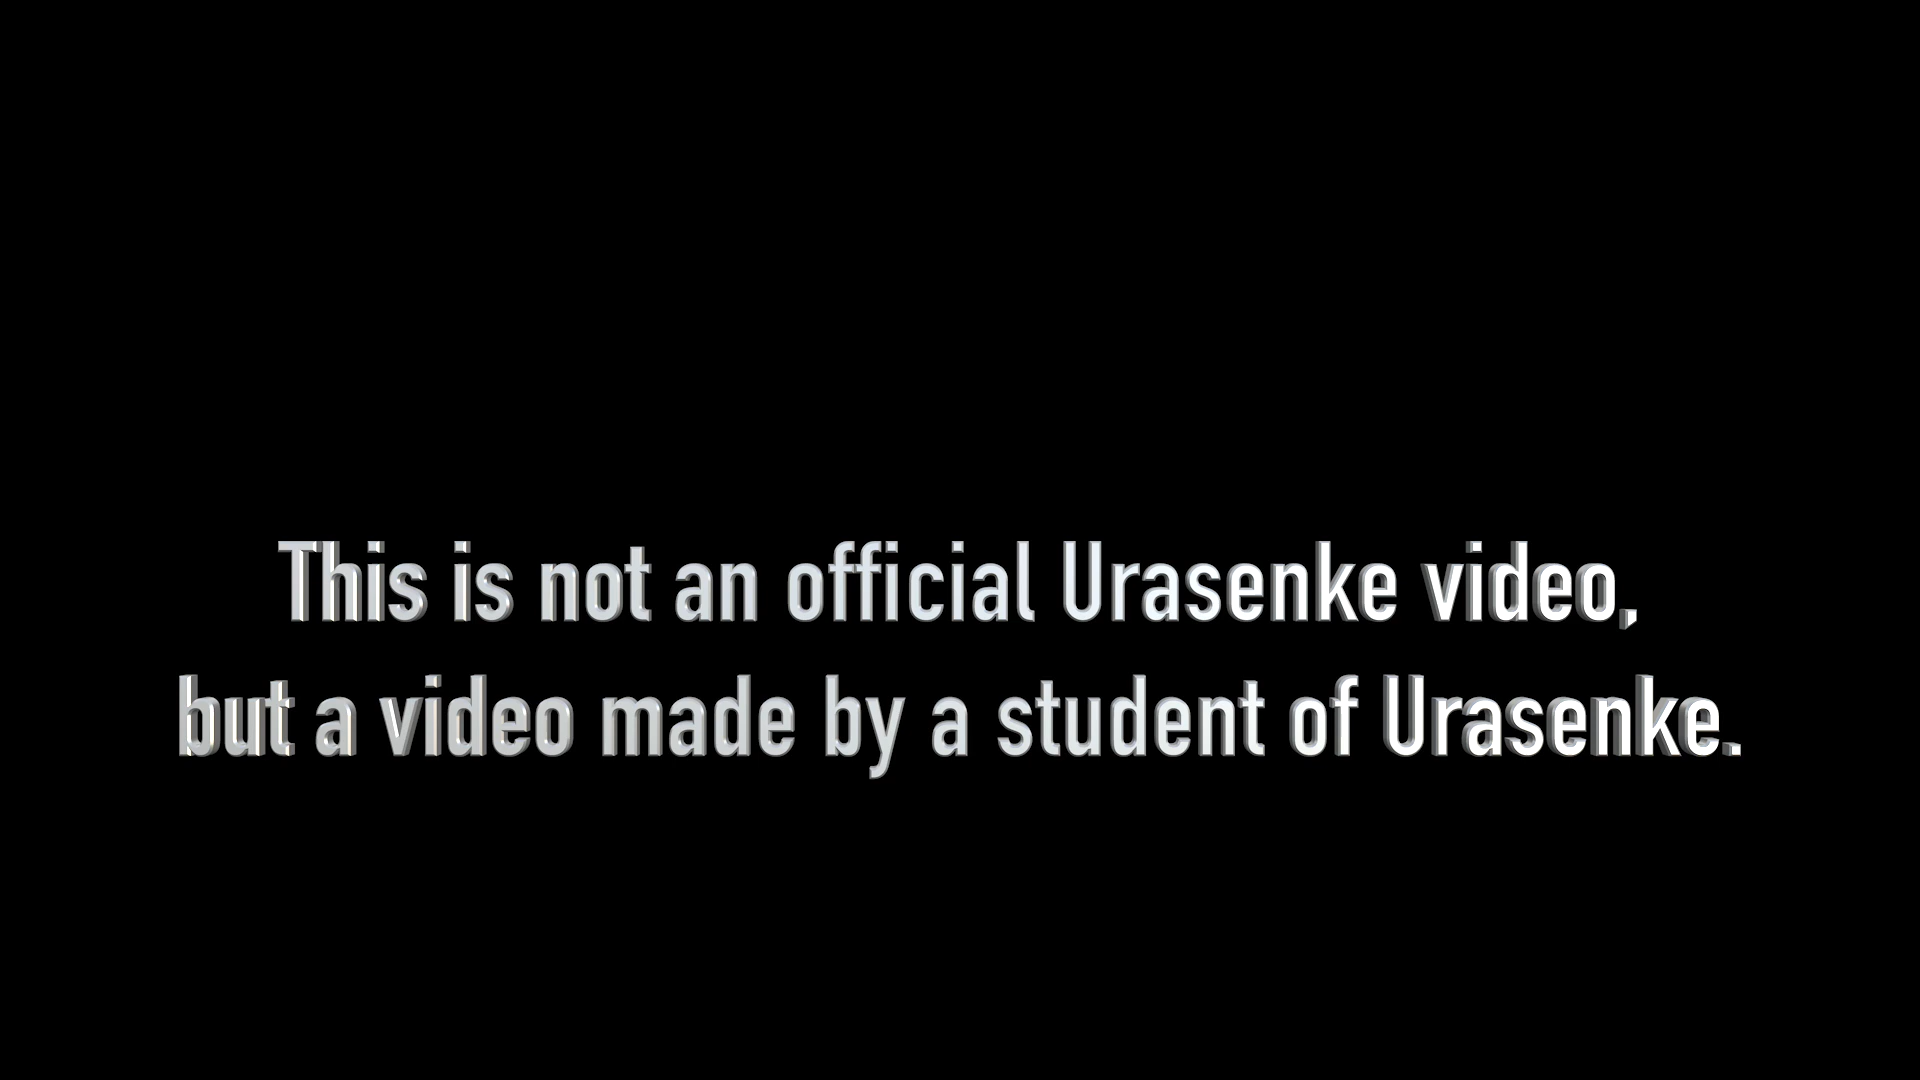 This is not an official Urasenke video,
but a video made by a student of Urasenke.